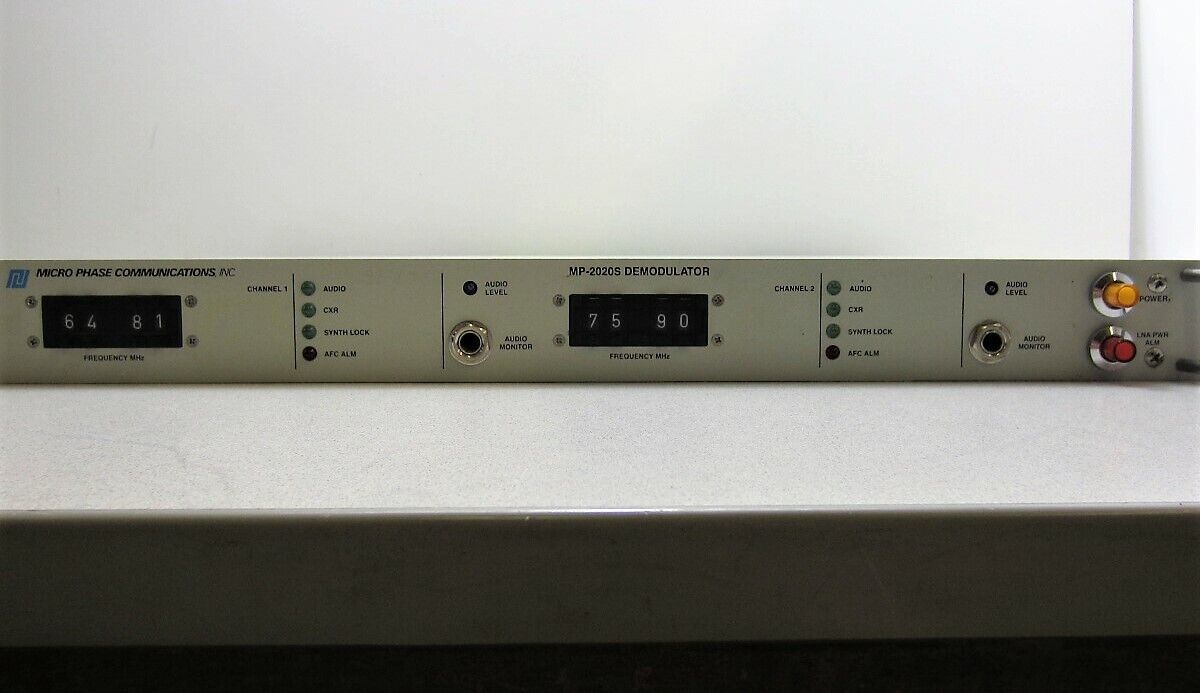 MICRO PHASE COMMUNICATIONS, INC
64 81
FREQUENCY MHz
CHANNEL 1
AUDIO
CXR
SYNTH LOCK
AFC ALM
AUDIO
LEVEL
AUDIO
MONITOR
MP-2020S DEMODULATOR
75 90
FREQUENCY MHz
CHANNEL 2
AUDIO
CXR
SYNTH LOCK
AFC ALM
AUDIO
LEVEL
AUDIO
MONITOR
POWER
LNA PWR
ALM